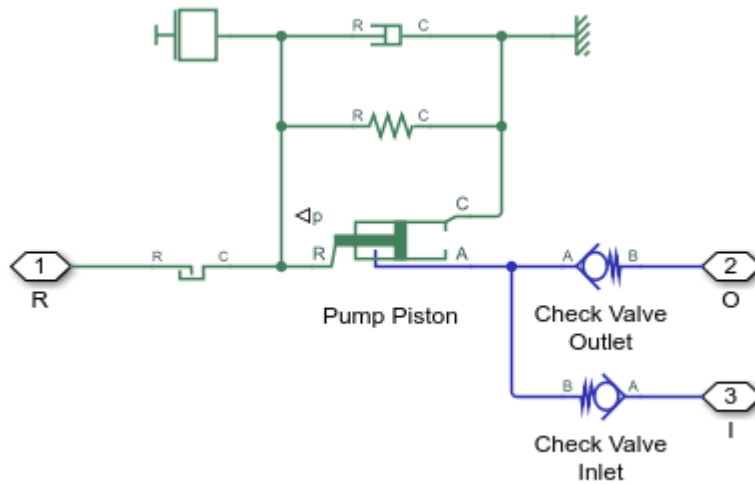 R C
R C
C
p
R C R A A B
1 2
R O
Pump Piston
Check Valve
Outlet
B A
3
I
Check Valve
Inlet